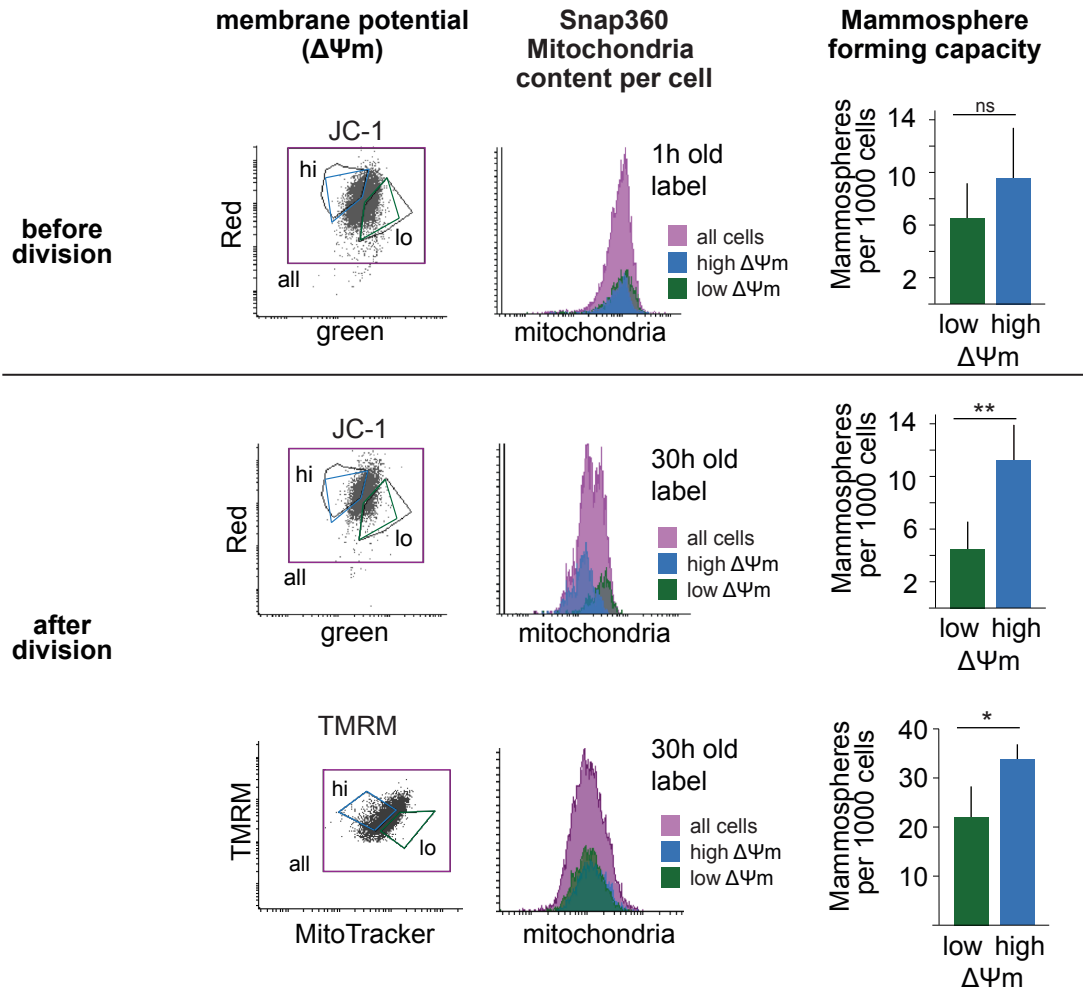 membrane potential
(ΔΨm)
Snap360
Mitochondria
content per cell
Mammosphere
forming capacity
before
division
JC-1
hi
lo
all
Red
green
1h old
label
all cells
high ΔΨm
low ΔΨm
mitochondria
Mammospheres
per 1000 cells
14
10
6
2
ns
low high
ΔΨm
after
division
JC-1
hi
lo
all
Red
green
30h old
label
all cells
high ΔΨm
low ΔΨm
mitochondria
Mammospheres
per 1000 cells
14
10
6
2
**
low high
ΔΨm
TMRM
hi
lo
all
TMRM
MitoTracker
30h old
label
all cells
high ΔΨm
low ΔΨm
mitochondria
Mammospheres
per 1000 cells
40
30
20
10
*
low high
ΔΨm